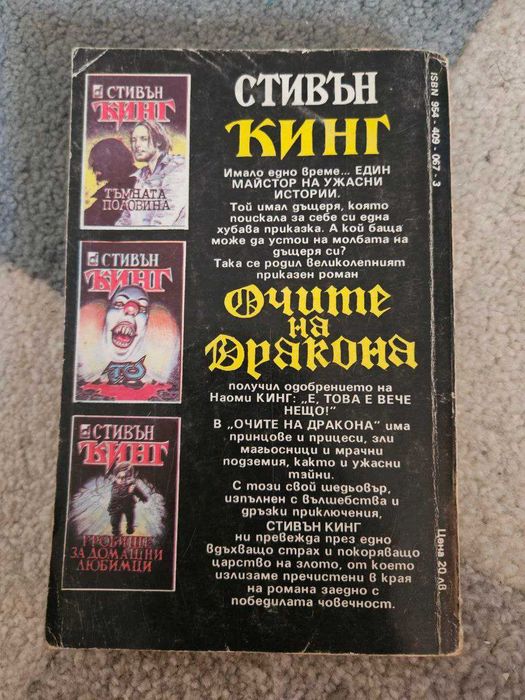 СТИВЪН
КИНГ
ТЪМНАТА
ПОЛОВИНА
СТИВЪН
КИНГ
ТО
СТИВЪН
КИНГ
ГРОБИЩЕ
ЗА ДОМАШНИ
ЛЮБИМЦИ
СТИВЪН
КИНГ
Имало едно време... ЕДИН
МАЙСТОР НА УЖАСНИ
ИСТОРИИ.
Той имал дъщеря, която
поискала за себе си една
хубава приказка. А кой баща
може да устои на молбата на
дъщеря си?
Така се родил великолепният
приказен роман
Очите
на
Дракона
получил одобрението на
Наоми КИНГ: „Е, ТОВА Е ВЕЧЕ
НЕЩО!"
В „ОЧИТЕ НА ДРАКОНА" има
принцове и прицеси, зли
магьосници и мрачни
подземия, както и ужасни
тайни.
С този свой шедьовър,
изпълнен с вълшебства и
дръзки приключения,
СТИВЪН КИНГ
ни превежда през едно
вдъхващо страх и покоряващо
царство на злото, от което
излизаме пречистени в края
на романа заедно с
победилата човечност.
ISBN 954-409-067-3
Цена 20 лв.